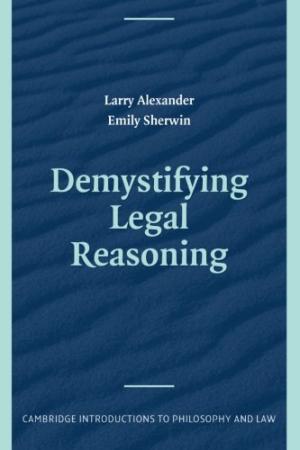 Larry Alexander
Emily Sherwin
Demystifying
Legal
Reasoning
CAMBRIDGE INTRODUCTIONS TO PHILOSOPHY AND LAW